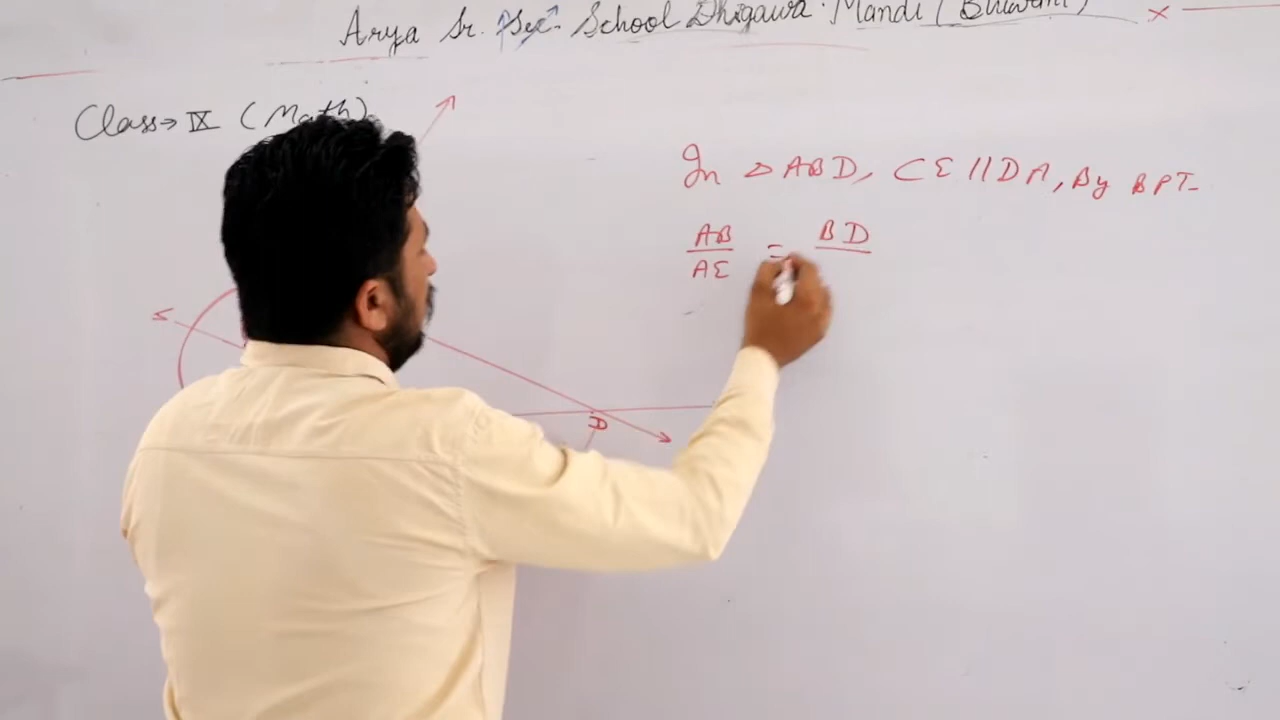 Arya Sr. Sec. School Dhigawa Mandi (Bhiwani)
Class→ IX (Math)
In △ABD, CE || DA, By BPT-
AB = BD
AE
D